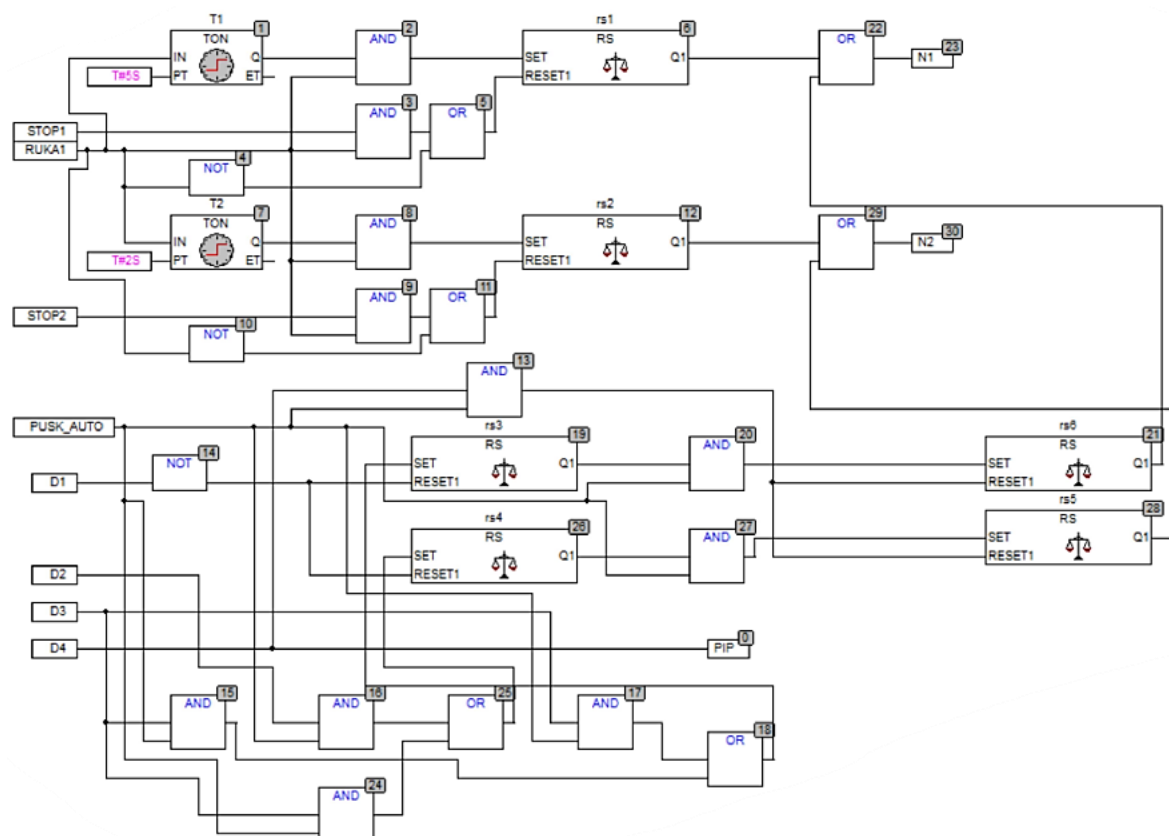 T1
1
TON
IN
Q
PT
ET
T#5S
2
AND
rs1
6
RS
SET
Q1
RESET1
22
OR
23
N1
3
AND
5
OR
STOP1
RUKA1
4
NOT
T2
7
TON
IN
Q
PT
ET
T#2S
8
AND
rs2
12
RS
SET
Q1
RESET1
29
OR
30
N2
9
AND
11
OR
STOP2
10
NOT
13
AND
PUSK_AUTO
rs3
19
RS
SET
Q1
RESET1
20
AND
rs6
21
RS
SET
Q1
RESET1
14
NOT
D1
rs4
26
RS
SET
Q1
RESET1
27
AND
rs5
28
RS
SET
Q1
RESET1
D2
D3
D4
0
PIP
15
AND
16
AND
25
OR
17
AND
18
OR
24
AND